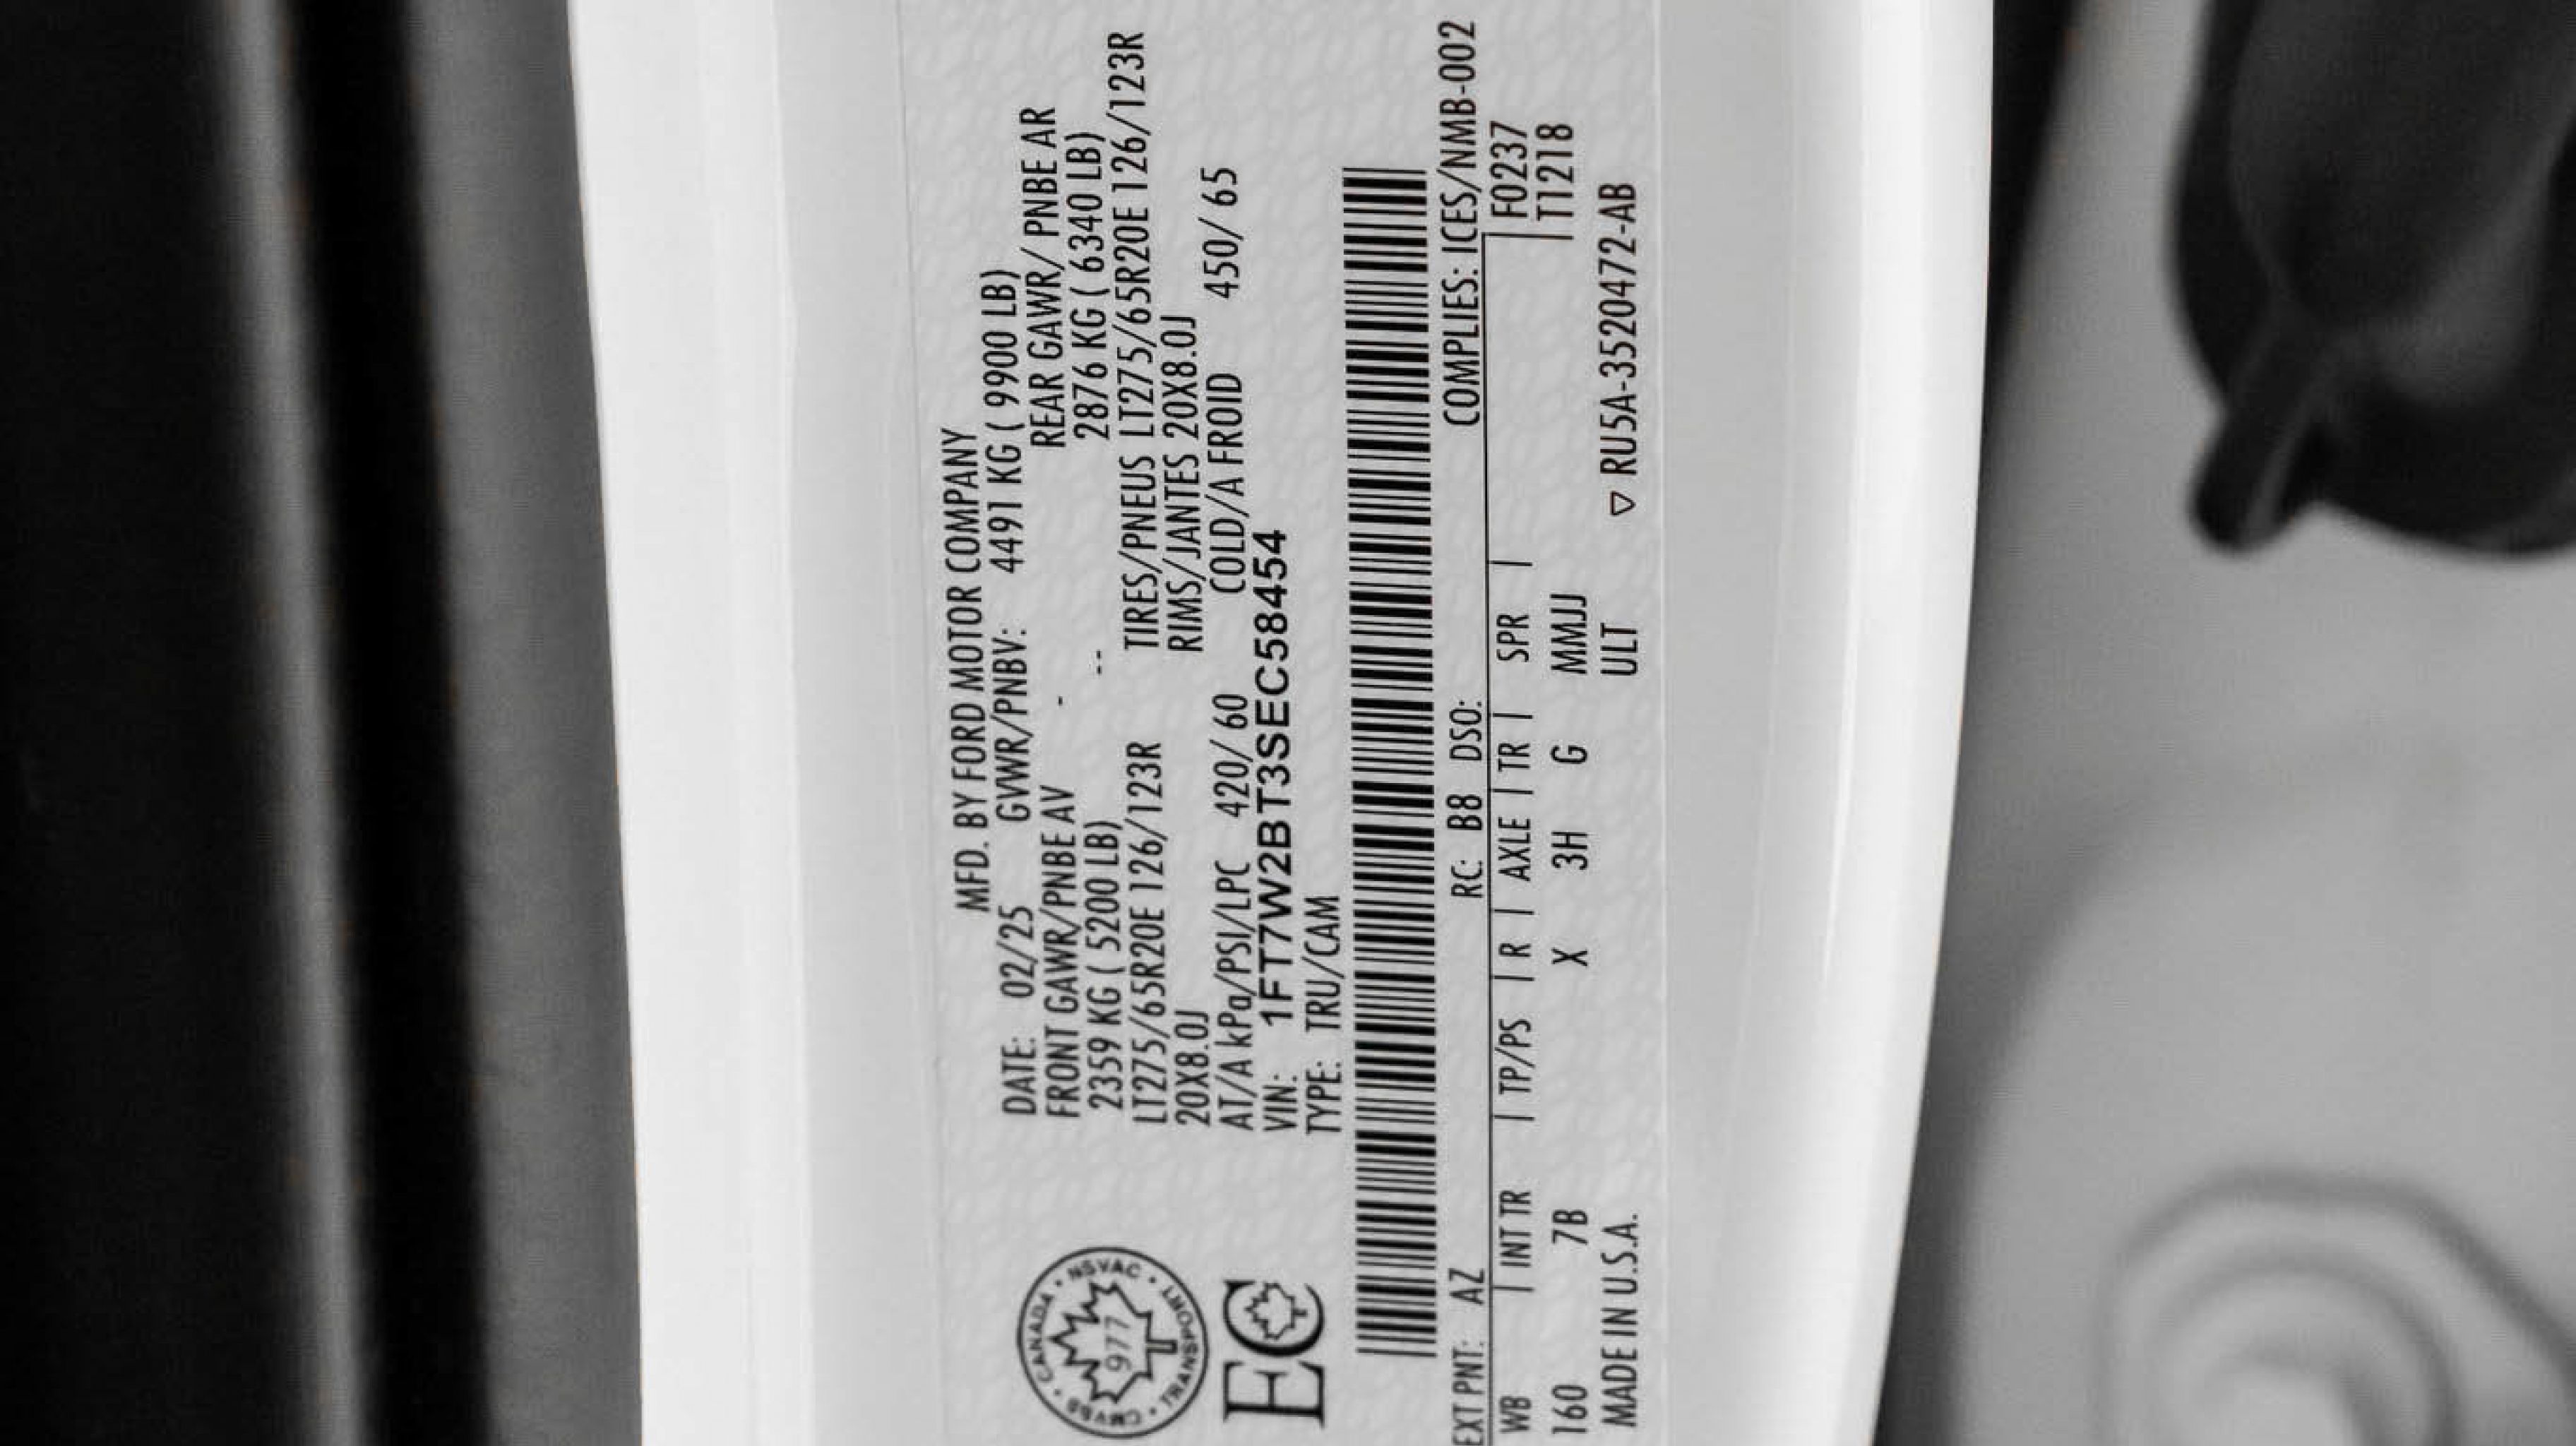 MFD. BY FORD MOTOR COMPANY
DATE: 02/25 GVWR/PNBV: 4491 KG ( 9900 LB)
FRONT GAWR/PNBE AV - REAR GAWR/ PNBE AR
2359 KG ( 5200 LB) -- 2876 KG ( 6340 LB)
LT275/65R20E 126/123R TIRES/PNEUS LT275/65R20E 126/123R
20X8.0J RIMS/JANTES 20X8.0J
AT/A kPa/PSI/LPC 420/ 60 COLD/A FROID 450/ 65
VIN: 1FT7W2BT3SEC58454
TYPE: TRU/CAM
CANADA • NSVAC • TRANSPORT • CMVSS •
977
EC
COMPLIES: ICES/NMB-002
EXT PNT: AZ RC: B8 DSO: F0237
WB | INT TR | TP/PS | R | AXLE | TR | SPR | | T1218
160 7B X 3H G MMJJ
MADE IN U.S.A. ULT ▽ RU5A-3520472-AB